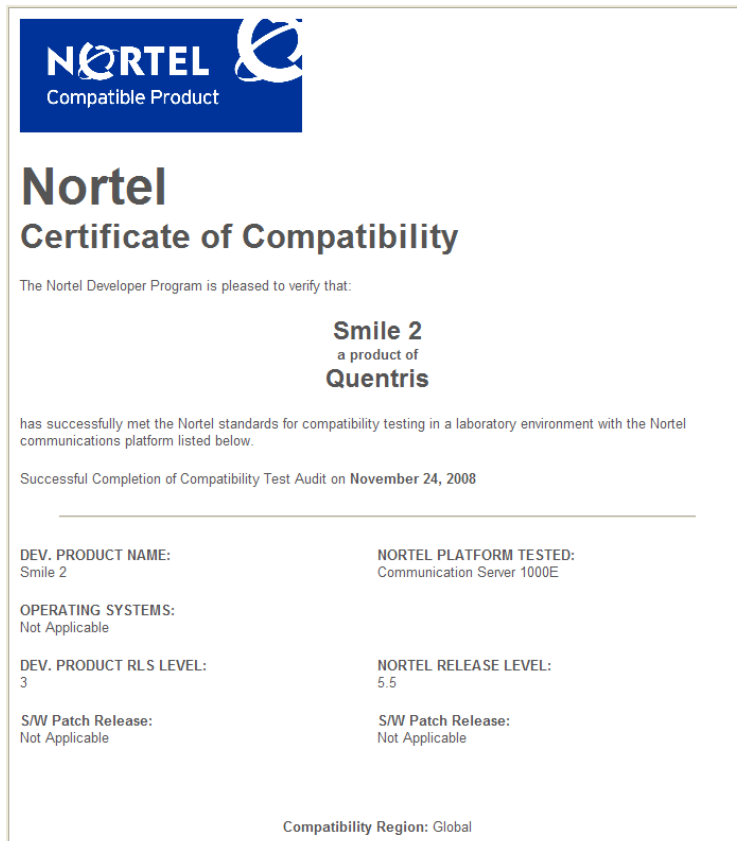 NORTEL
Compatible Product
Nortel
Certificate of Compatibility
The Nortel Developer Program is pleased to verify that:
Smile 2
a product of
Quentris
has successfully met the Nortel standards for compatibility testing in a laboratory environment with the Nortel
communications platform listed below.
Successful Completion of Compatibility Test Audit on November 24, 2008
DEV. PRODUCT NAME:
Smile 2
NORTEL PLATFORM TESTED:
Communication Server 1000E
OPERATING SYSTEMS:
Not Applicable
DEV. PRODUCT RLS LEVEL:
3
NORTEL RELEASE LEVEL:
5.5
S/W Patch Release:
Not Applicable
S/W Patch Release:
Not Applicable
Compatibility Region: Global